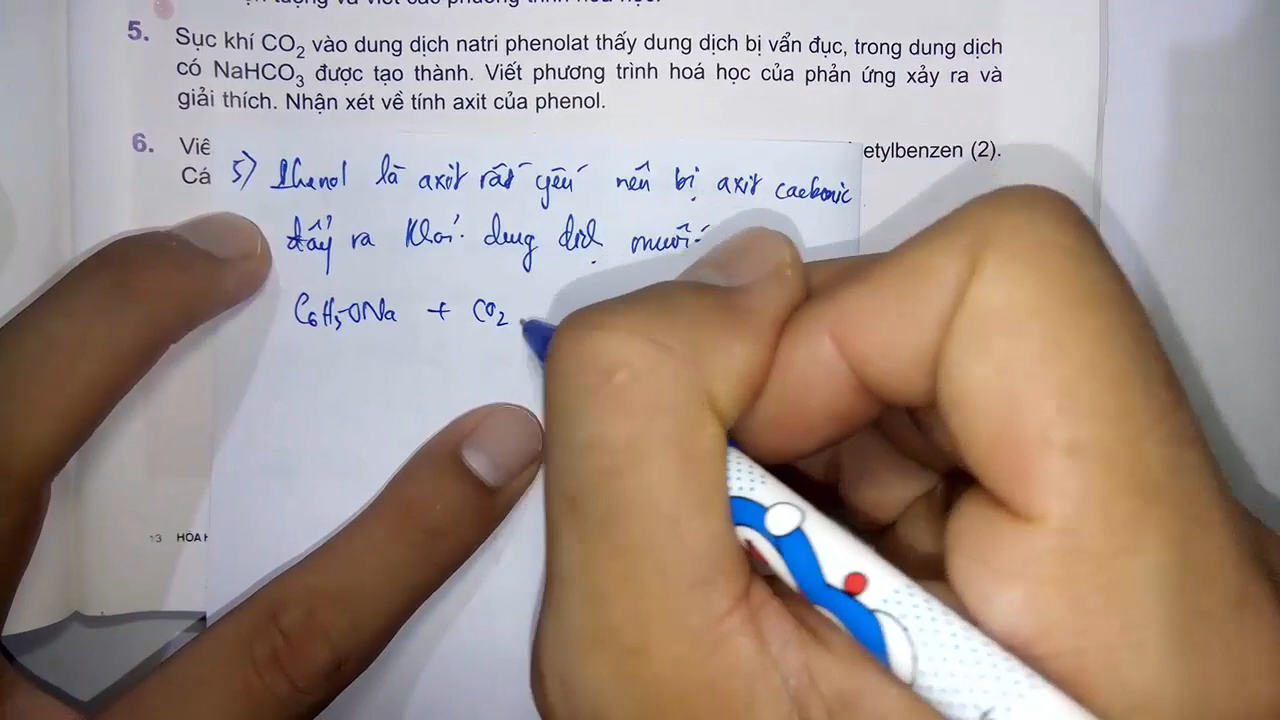 5. Sục khí CO2 vào dung dịch natri phenolat thấy dung dịch bị vẩn đục, trong dung dịch
có NaHCO3 được tạo thành. Viết phương trình hoá học của phản ứng xảy ra và
giải thích. Nhận xét về tính axit của phenol.
6. Viê etylbenzen (2).
Cá
5) Phenol là axit rất yếu nên bị axit cacbonic
đẩy ra khỏi dung dịch muối
C6H5ONa + CO2
13 HÓA H